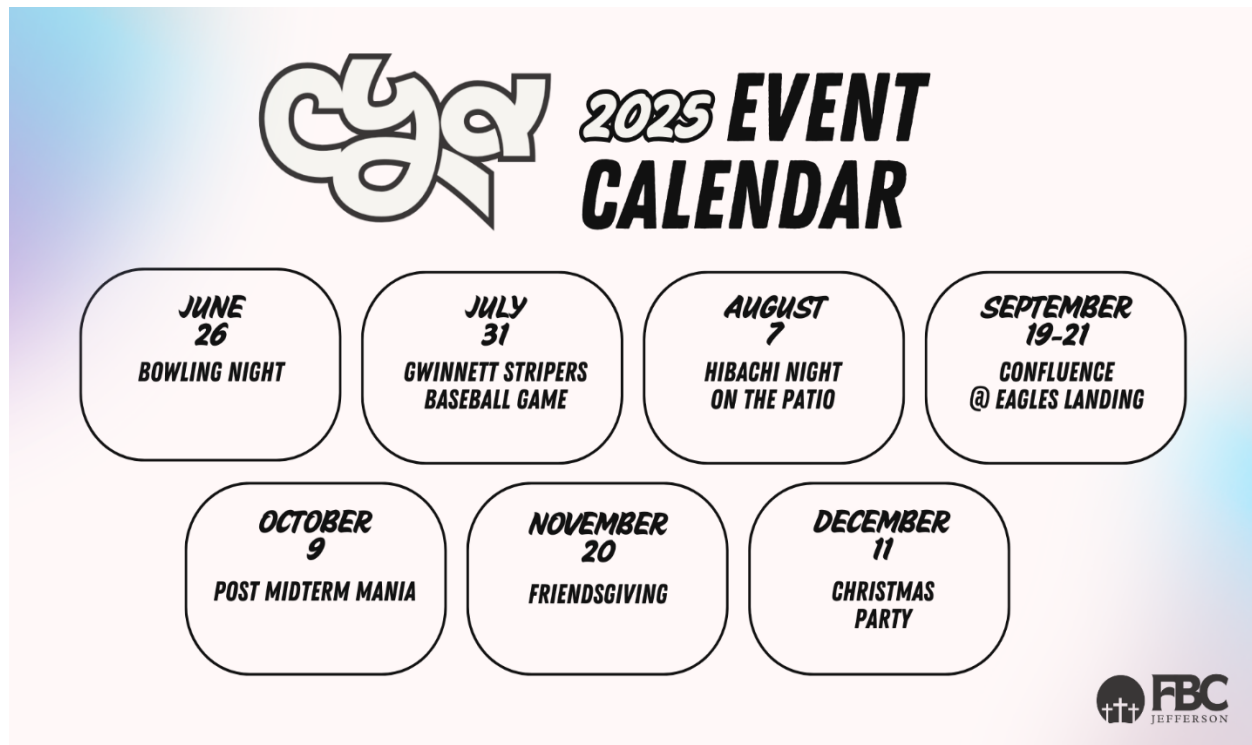 cya 2025 EVENT
CALENDAR
JUNE
26
BOWLING NIGHT
JULY
31
GWINNETT STRIPERS
BASEBALL GAME
AUGUST
7
HIBACHI NIGHT
ON THE PATIO
SEPTEMBER
19-21
CONFLUENCE
@ EAGLES LANDING
OCTOBER
9
POST MIDTERM MANIA
NOVEMBER
20
FRIENDSGIVING
DECEMBER
11
CHRISTMAS
PARTY
FBC
JEFFERSON